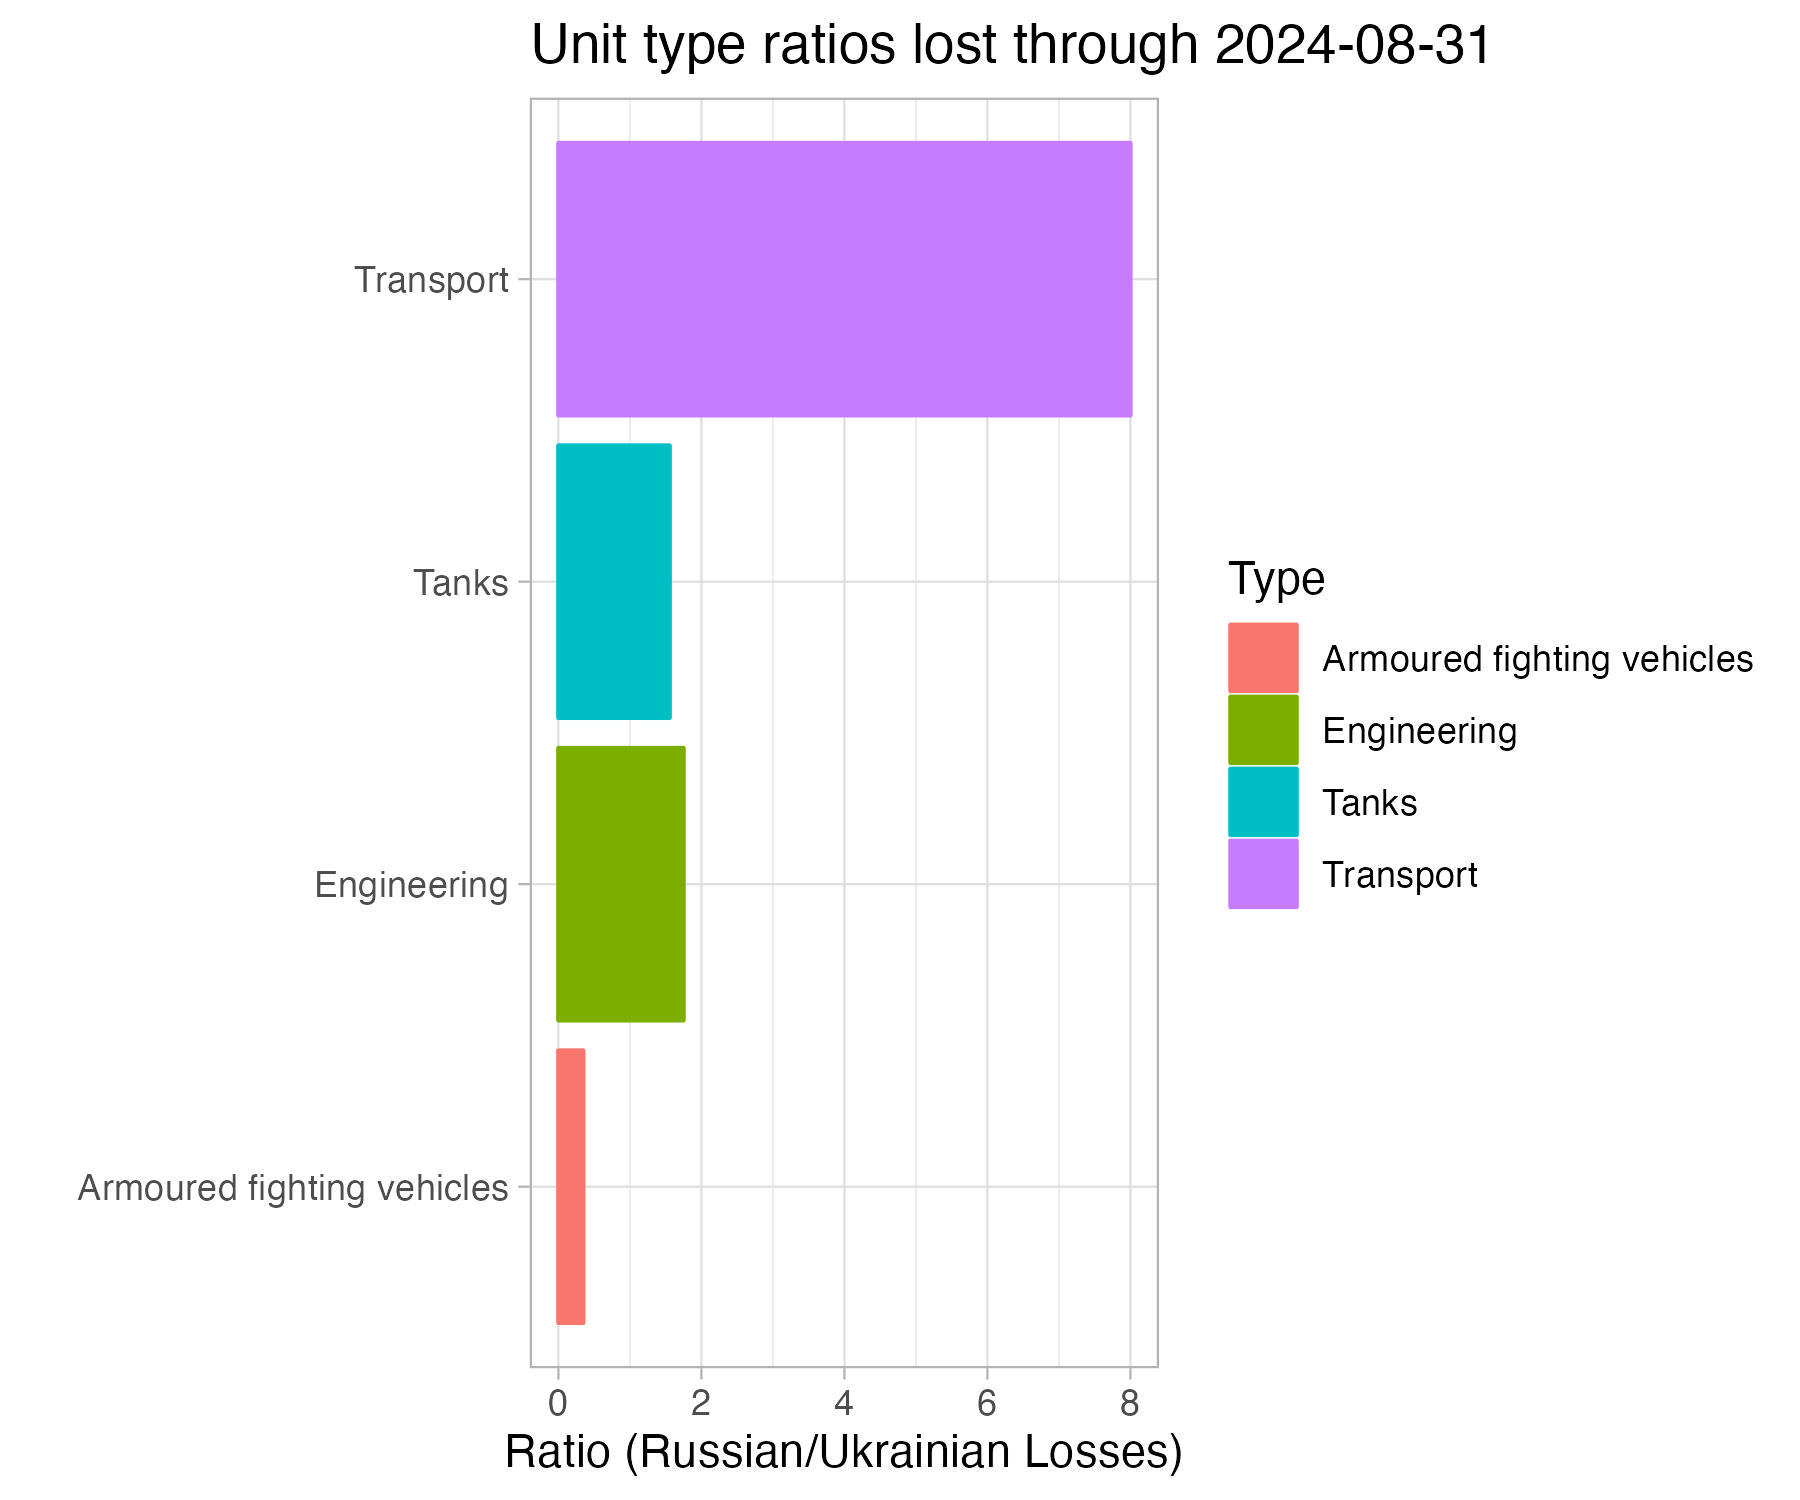 Unit type ratios lost through 2024-08-31
Transport
Tanks
Engineering
Armoured fighting vehicles
0 2 4 6 8
Ratio (Russian/Ukrainian Losses)
Type
Armoured fighting vehicles
Engineering
Tanks
Transport